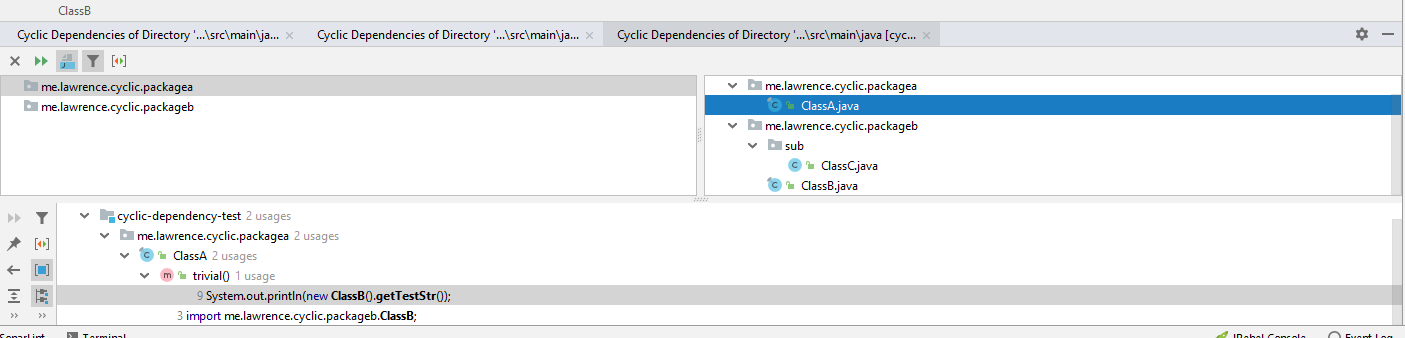 ClassB
Cyclic Dependencies of Directory '...\src\main\ja... Cyclic Dependencies of Directory '...\src\main\ja... Cyclic Dependencies of Directory '...\src\main\java [cyc...
me.lawrence.cyclic.packagea
me.lawrence.cyclic.packageb
me.lawrence.cyclic.packagea
ClassA.java
me.lawrence.cyclic.packageb
sub
ClassC.java
ClassB.java
cyclic-dependency-test 2 usages
me.lawrence.cyclic.packagea 2 usages
ClassA 2 usages
m trivial() 1 usage
9 System.out.println(new ClassB().getTestStr());
3 import me.lawrence.cyclic.packageb.ClassB;
SonarLint Terminal JRebel Console Event Log